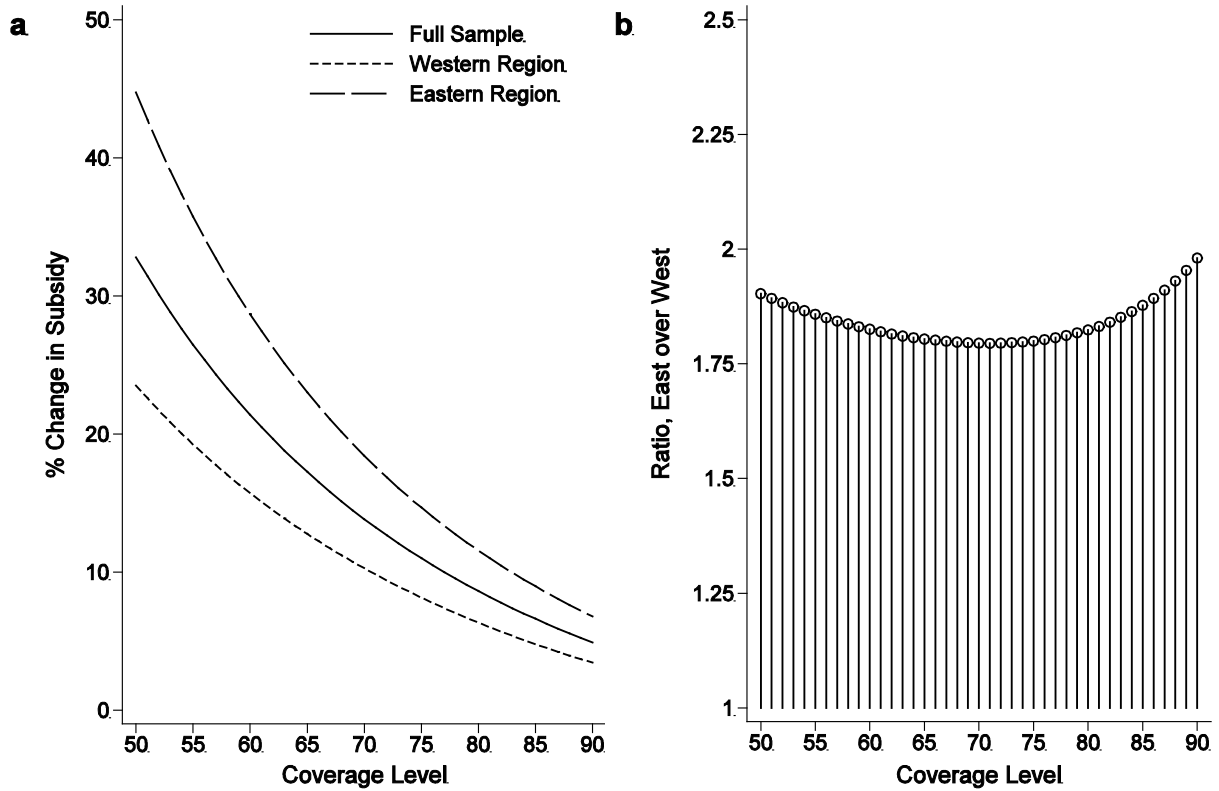 a
50
40
30
20
10
0
% Change in Subsidy
Full Sample
Western Region
Eastern Region
50 55 60 65 70 75 80 85 90
Coverage Level
b
2.5
2.25
2
1.75
1.5
1.25
1
Ratio, East over West
50 55 60 65 70 75 80 85 90
Coverage Level